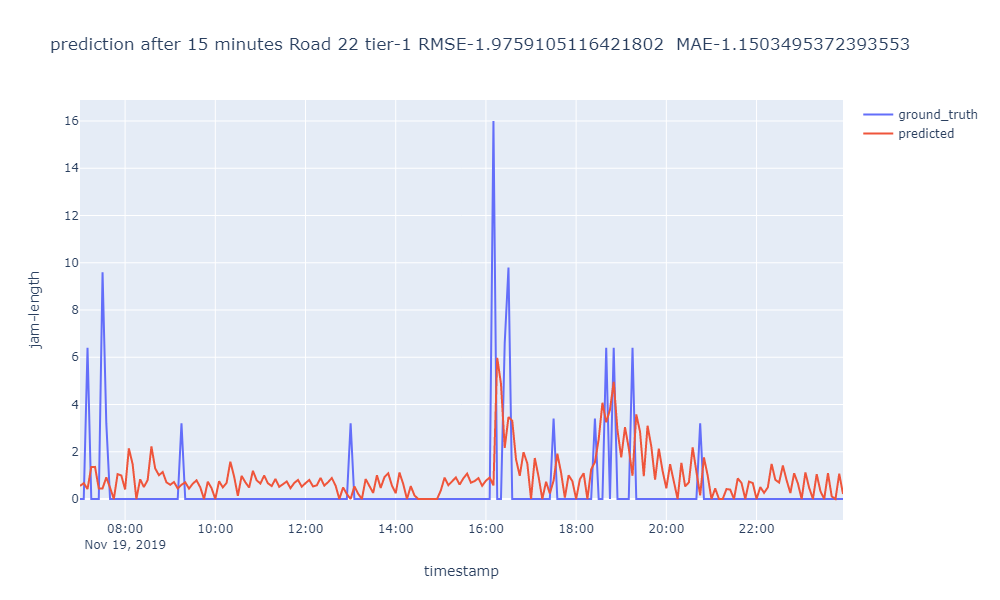 prediction after 15 minutes Road 22 tier-1 RMSE-1.9759105116421802  MAE-1.1503495372393553
ground_truth
predicted
16
14
12
10
8
6
4
2
0
jam-length
08:00 10:00 12:00 14:00 16:00 18:00 20:00 22:00
Nov 19, 2019
timestamp